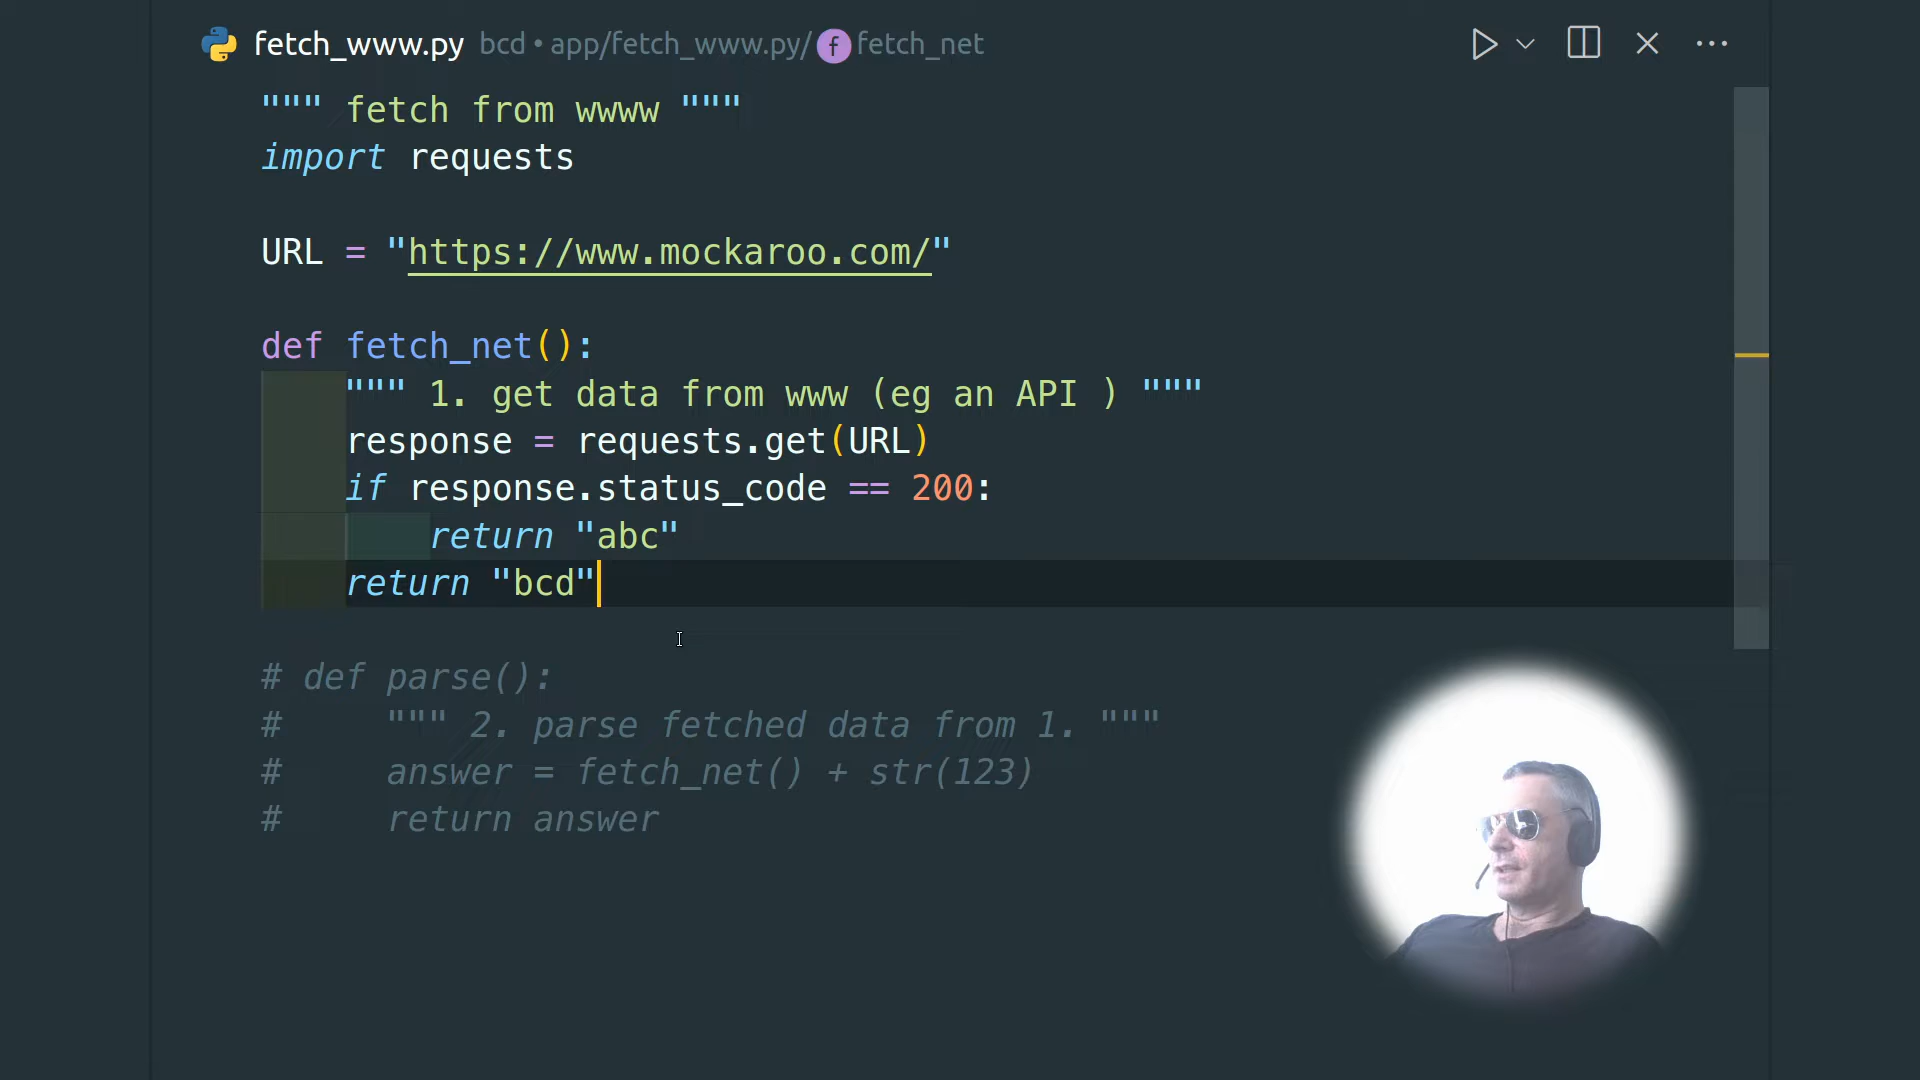 fetch_www.py bcd • app/fetch_www.py/ f fetch_net
""" fetch from wwww """
import requests
URL = "https://www.mockaroo.com/"
def fetch_net():
    """ 1. get data from www (eg an API ) """
    response = requests.get(URL)
    if response.status_code == 200:
        return "abc"
    return "bcd"
# def parse():
#     """ 2. parse fetched data from 1. """
#     answer = fetch_net() + str(123)
#     return answer